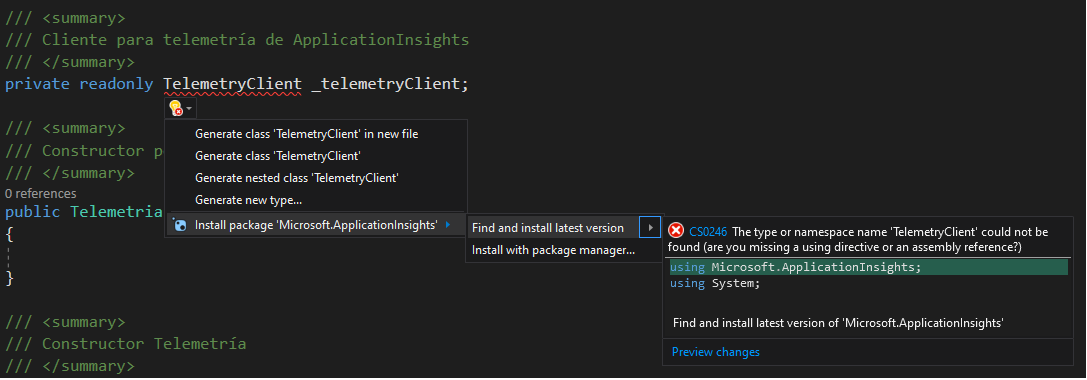 /// <summary>
/// Cliente para telemetría de ApplicationInsights
/// </summary>
private readonly TelemetryClient _telemetryClient;
/// <summary>
/// Constructor p
/// </summary>
0 references
public Telemetria
{
}
/// <summary>
/// Constructor Telemetría
/// </summary>
Generate class 'TelemetryClient' in new file
Generate class 'TelemetryClient'
Generate nested class 'TelemetryClient'
Generate new type...
Install package 'Microsoft.ApplicationInsights'
Find and install latest version
Install with package manager...
CS0246 The type or namespace name 'TelemetryClient' could not be
found (are you missing a using directive or an assembly reference?)
using Microsoft.ApplicationInsights;
using System;
Find and install latest version of 'Microsoft.ApplicationInsights'
Preview changes